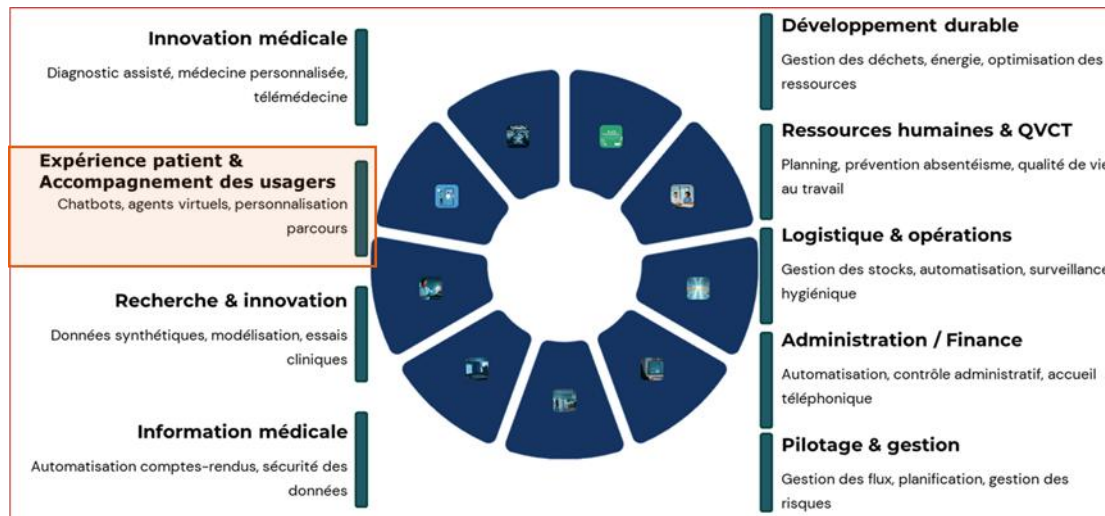 Innovation médicale
Diagnostic assisté, médecine personnalisée,
télémédecine
Expérience patient &
Accompagnement des usagers
Chatbots, agents virtuels, personnalisation
parcours
Recherche & innovation
Données synthétiques, modélisation, essais
cliniques
Information médicale
Automatisation comptes-rendus, sécurité des
données
Développement durable
Gestion des déchets, énergie, optimisation des
ressources
Ressources humaines & QVCT
Planning, prévention absentéisme, qualité de vie
au travail
Logistique & opérations
Gestion des stocks, automatisation, surveillance
hygiénique
Administration / Finance
Automatisation, contrôle administratif, accueil
téléphonique
Pilotage & gestion
Gestion des flux, planification, gestion des
risques